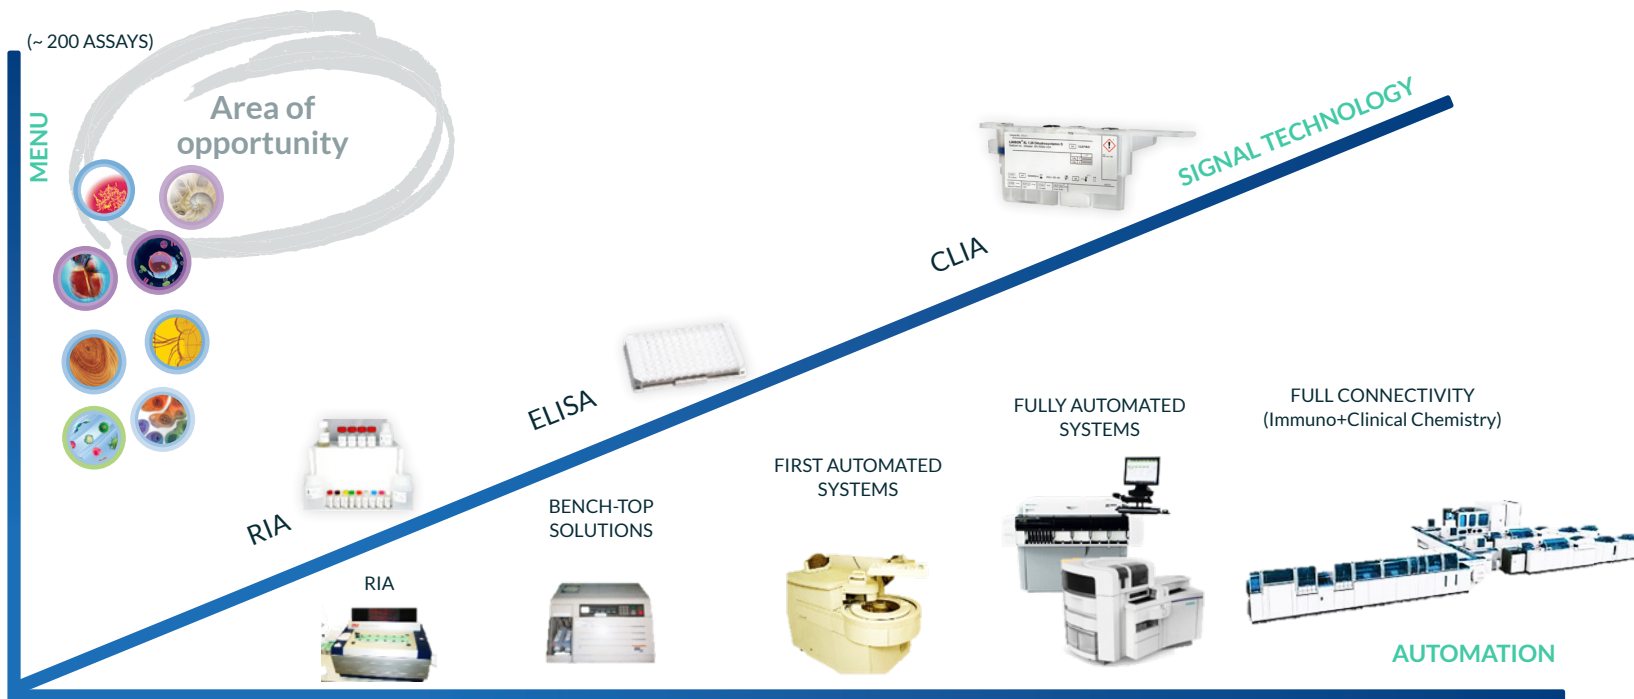 (~ 200 ASSAYS)
MENU
Area of
opportunity
SIGNAL TECHNOLOGY
CLIA
ELISA
RIA
RIA
BENCH-TOP
SOLUTIONS
FIRST AUTOMATED
SYSTEMS
FULLY AUTOMATED
SYSTEMS
FULL CONNECTIVITY
(Immuno+Clinical Chemistry)
AUTOMATION